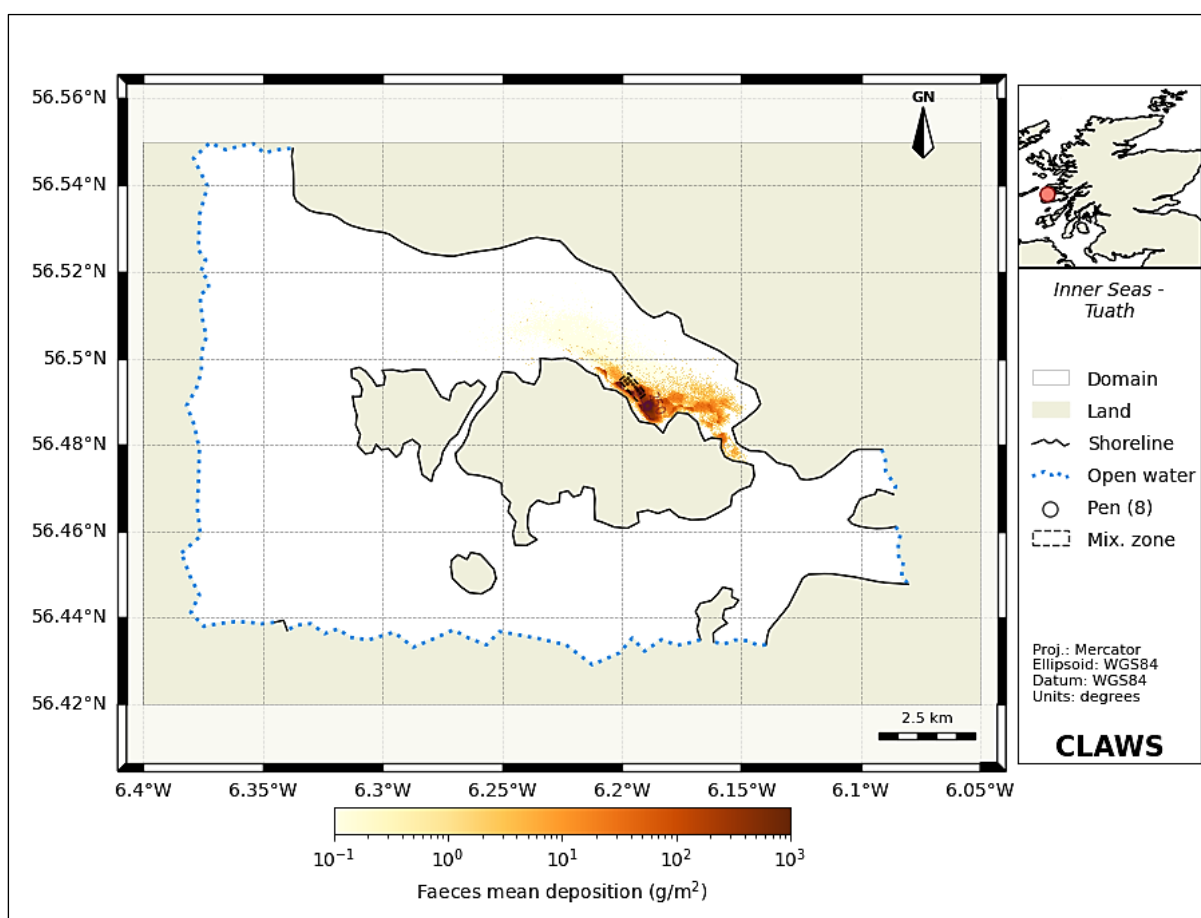 56.56°N
56.54°N
56.52°N
56.5°N
56.48°N
56.46°N
56.44°N
56.42°N
6.4°W
6.35°W
6.3°W
6.25°W
6.2°W
6.15°W
6.1°W
6.05°W
GN
2.5 km
10⁻¹
10⁰
10¹
10²
10³
Faeces mean deposition (g/m²)
Inner Seas -
Tuath
Domain
Land
Shoreline
Open water
Pen (8)
Mix. zone
Proj.: Mercator
Ellipsoid: WGS84
Datum: WGS84
Units: degrees
CLAWS